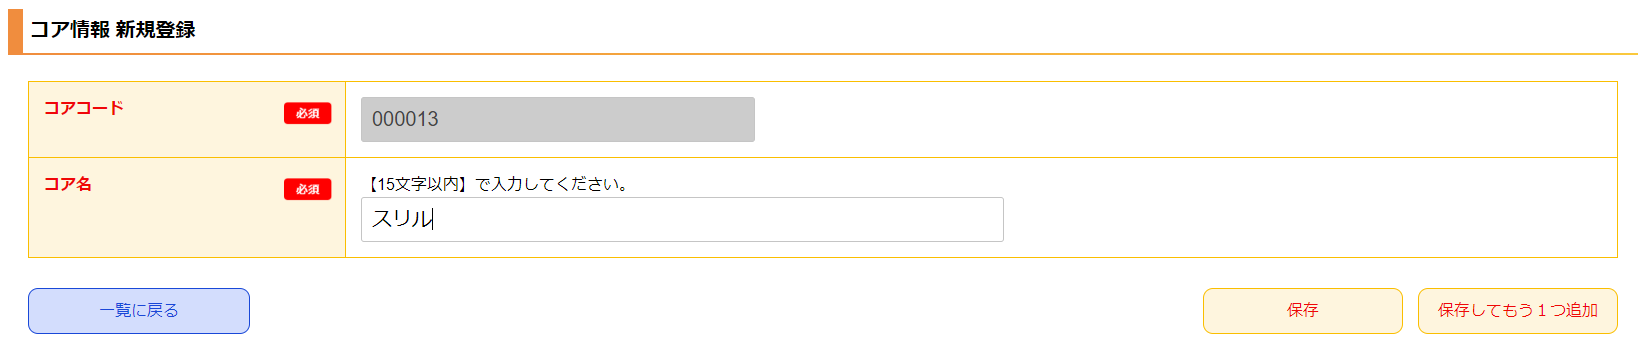 コア情報 新規登録
コアコード 必須 000013
コア名 必須 【15文字以内】で入力してください。
スリル
一覧に戻る 保存 保存してもう１つ追加